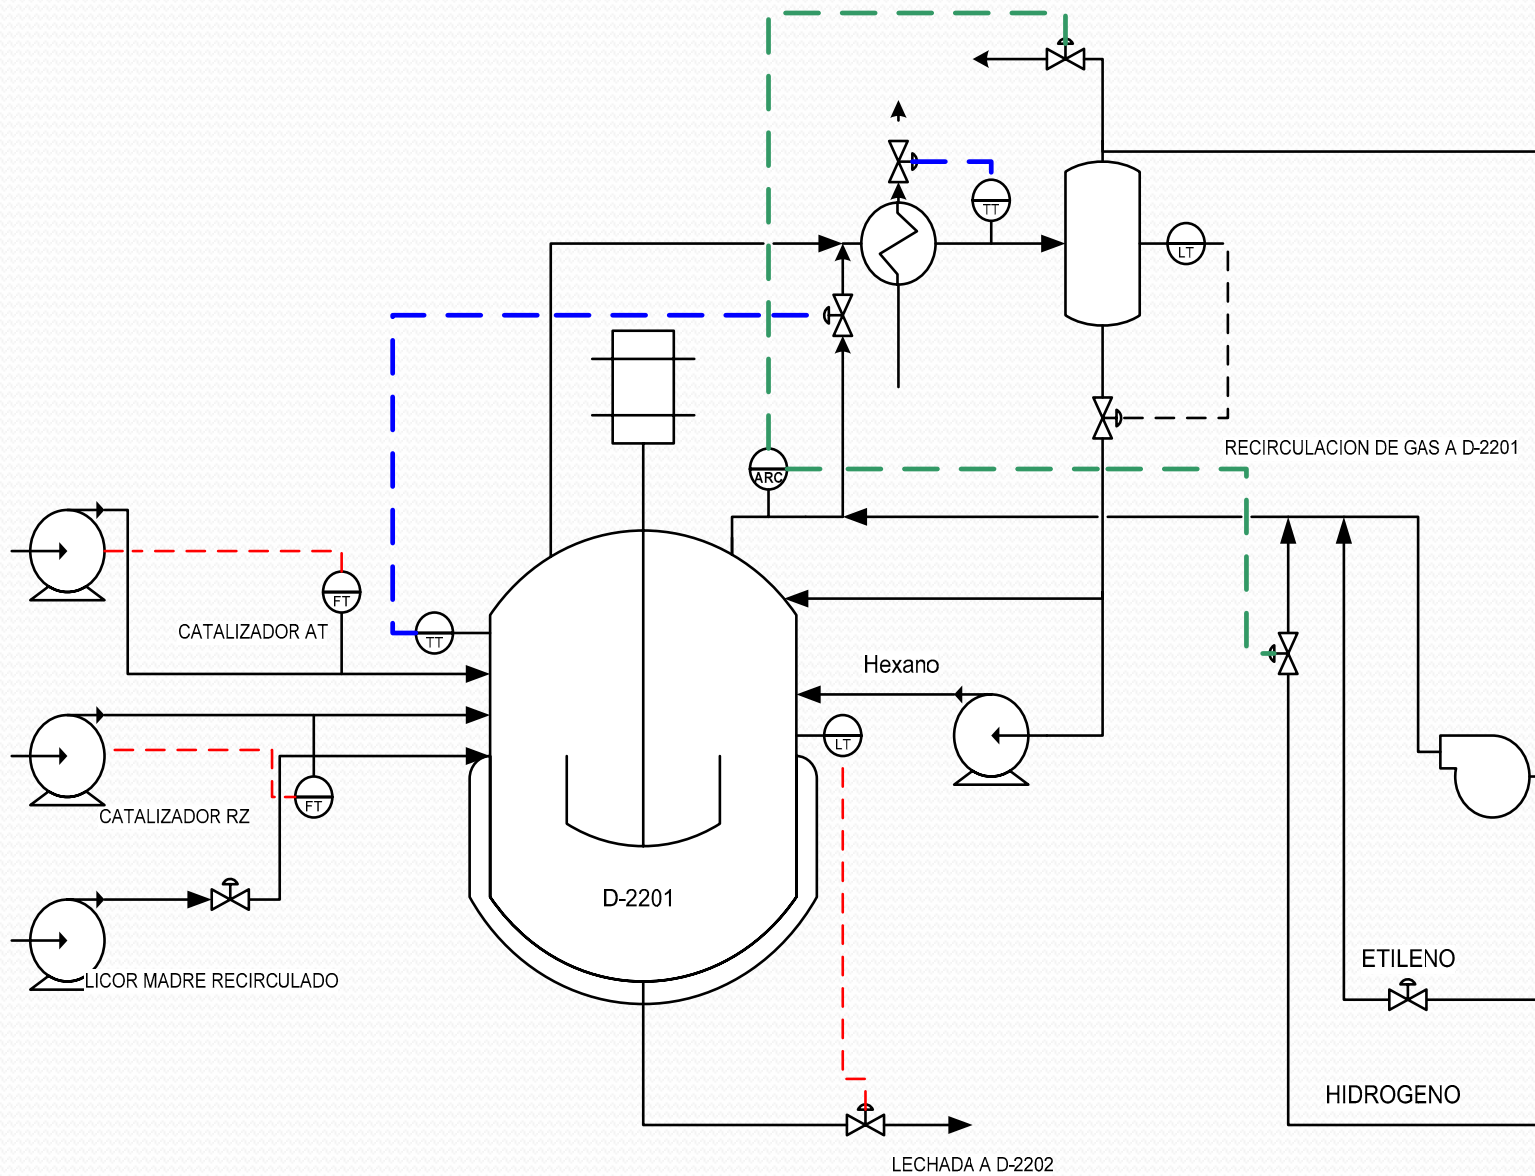 TT
LT
RECIRCULACION DE GAS A D-2201
ARC
FT
CATALIZADOR AT
TT
Hexano
LT
FT
CATALIZADOR RZ
D-2201
LICOR MADRE RECIRCULADO
ETILENO
HIDROGENO
LECHADA A D-2202